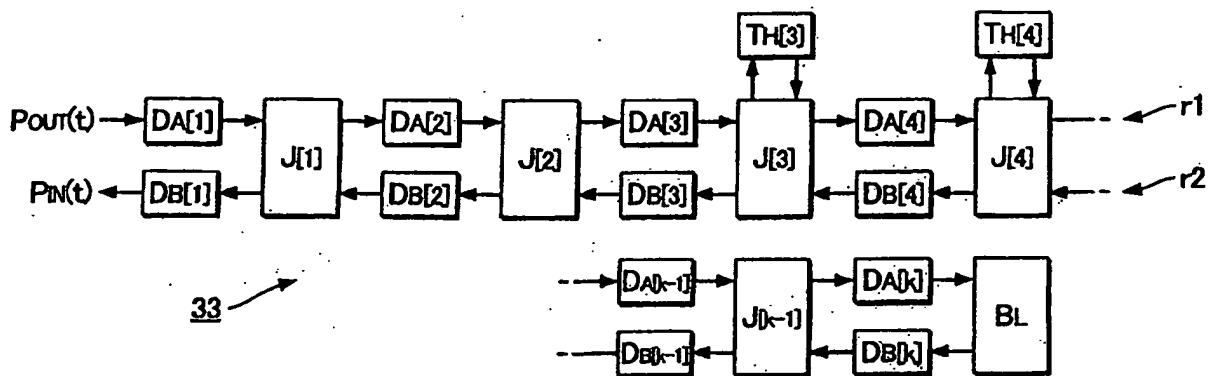 TH[3] TH[4]
POUT(t) DA[1] DA[2] DA[3] DA[4] r1
J[1] J[2] J[3] J[4]
PIN(t) DB[1] DB[2] DB[3] DB[4] r2
33
DA[k-1] DA[k]
J[k-1] BL
DB[k-1] DB[k]